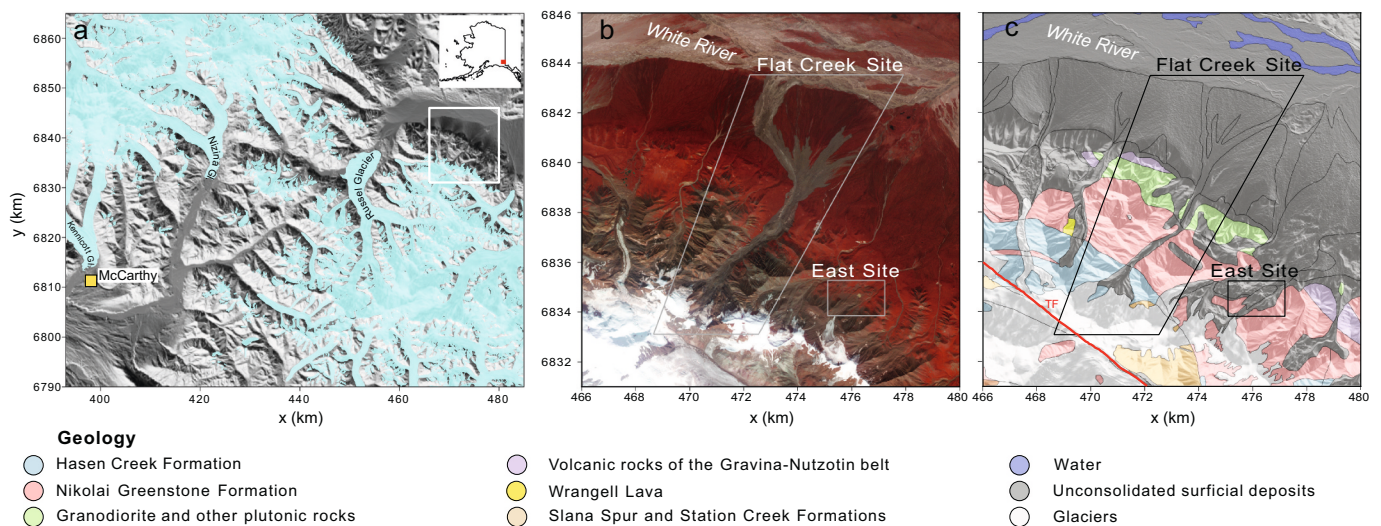 a
y (km)
6860
6850
6840
6830
6820
6810
6800
6790
400
420
440
460
480
x (km)
Nizina Gl
Russel Glacier
Kennicott Gl
McCarthy
b
6846
6844
6842
6840
6838
6836
6834
6832
466
468
470
472
474
476
478
480
x (km)
White River
Flat Creek Site
East Site
c
White River
Flat Creek Site
East Site
TF
466
468
470
472
474
476
478
480
x (km)
Geology
Hasen Creek Formation
Nikolai Greenstone Formation
Granodiorite and other plutonic rocks
Volcanic rocks of the Gravina-Nutzotin belt
Wrangell Lava
Slana Spur and Station Creek Formations
Water
Unconsolidated surficial deposits
Glaciers